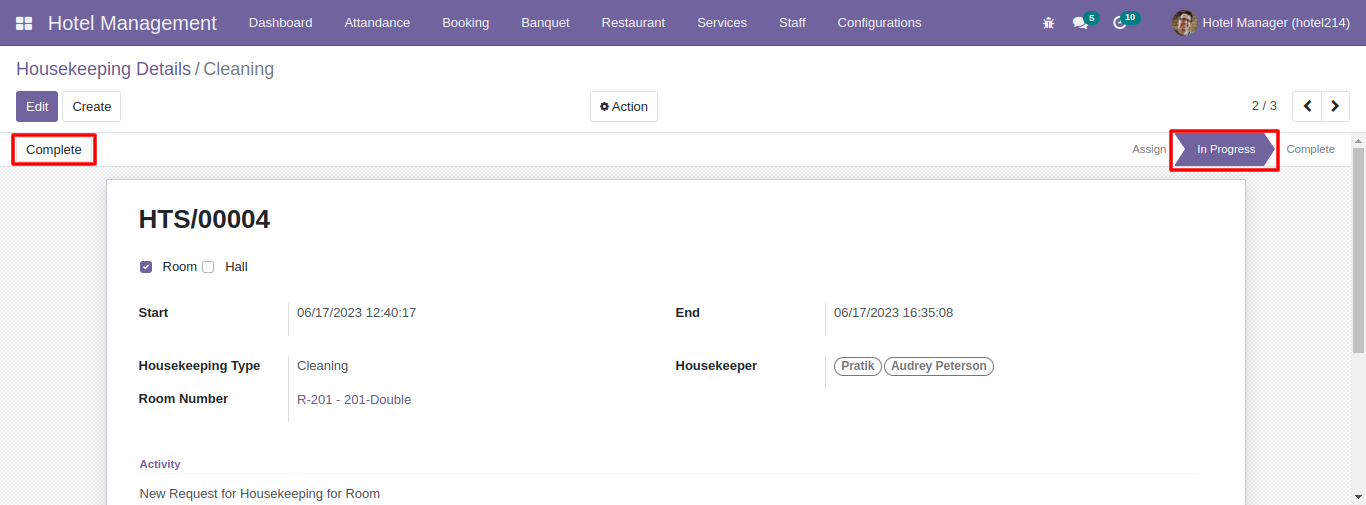 Hotel Management Dashboard Attendance Booking Banquet Restaurant Services Staff Configurations 5 10 Hotel Manager (hotel214)
Housekeeping Details / Cleaning
Edit Create Action 2 / 3
Complete Assign In Progress Complete
HTS/00004
Room Hall
Start 06/17/2023 12:40:17 End 06/17/2023 16:35:08
Housekeeping Type Cleaning Housekeeper Pratik Audrey Peterson
Room Number R-201 - 201-Double
Activity
New Request for Housekeeping for Room